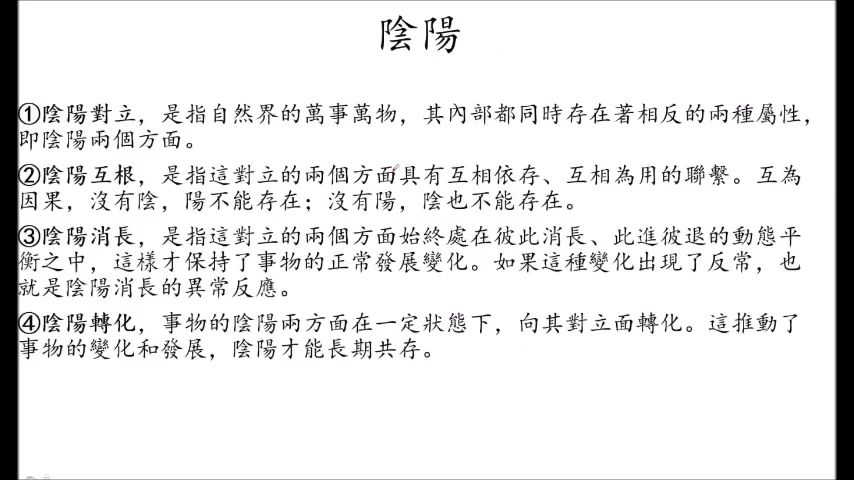 陰陽
①陰陽對立，是指自然界的萬事萬物，其內部都同時存在著相反的兩種屬性，
即陰陽兩個方面。
②陰陽互根，是指這對立的兩個方面具有互相依存、互相為用的聯繫。互為
因果，沒有陰，陽不能存在；沒有陽，陰也不能存在。
③陰陽消長，是指這對立的兩個方面始終處在彼此消長、此進彼退的動態平
衡之中，這樣才保持了事物的正常發展變化。如果這種變化出現了反常，也
就是陰陽消長的異常反應。
④陰陽轉化，事物的陰陽兩方面在一定狀態下，向其對立面轉化。這推動了
事物的變化和發展，陰陽才能長期共存。